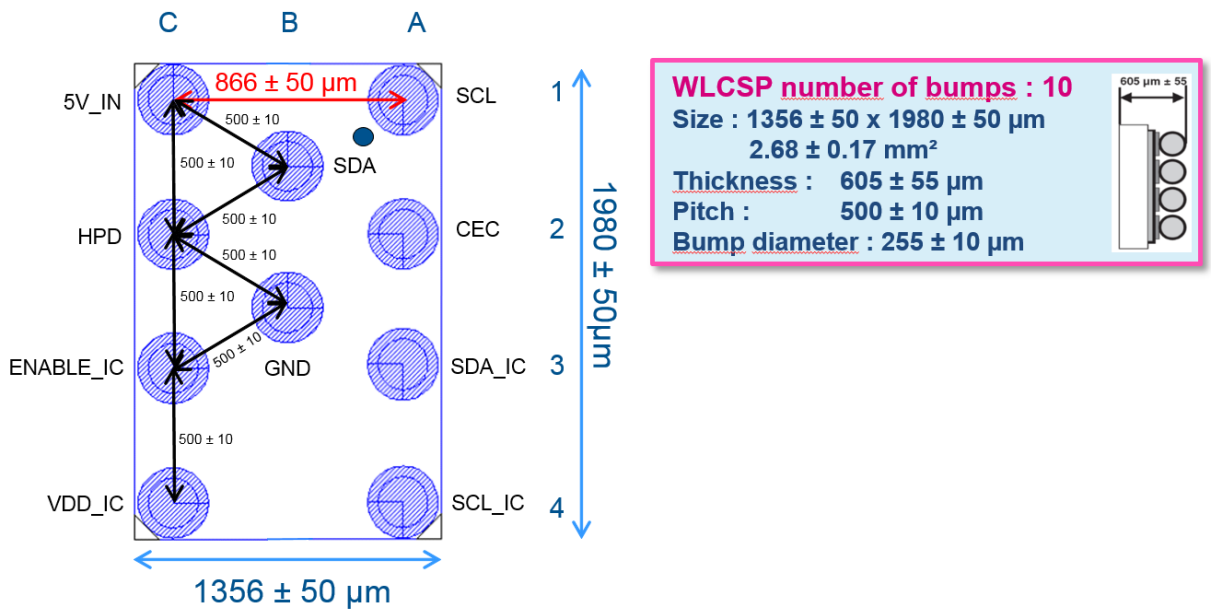 C B A
866 ± 50 µm
5V_IN
SCL
1
500 ± 10
500 ± 10
SDA
500 ± 10
HPD
CEC
2
500 ± 10
500 ± 10
500 ± 10
ENABLE_IC
GND
SDA_IC
3
500 ± 10
VDD_IC
SCL_IC
4
1980 ± 50µm
1356 ± 50 µm
WLCSP number of bumps : 10
Size : 1356 ± 50 x 1980 ± 50 µm
2.68 ± 0.17 mm²
Thickness : 605 ± 55 µm
Pitch : 500 ± 10 µm
Bump diameter : 255 ± 10 µm
605 µm ± 55